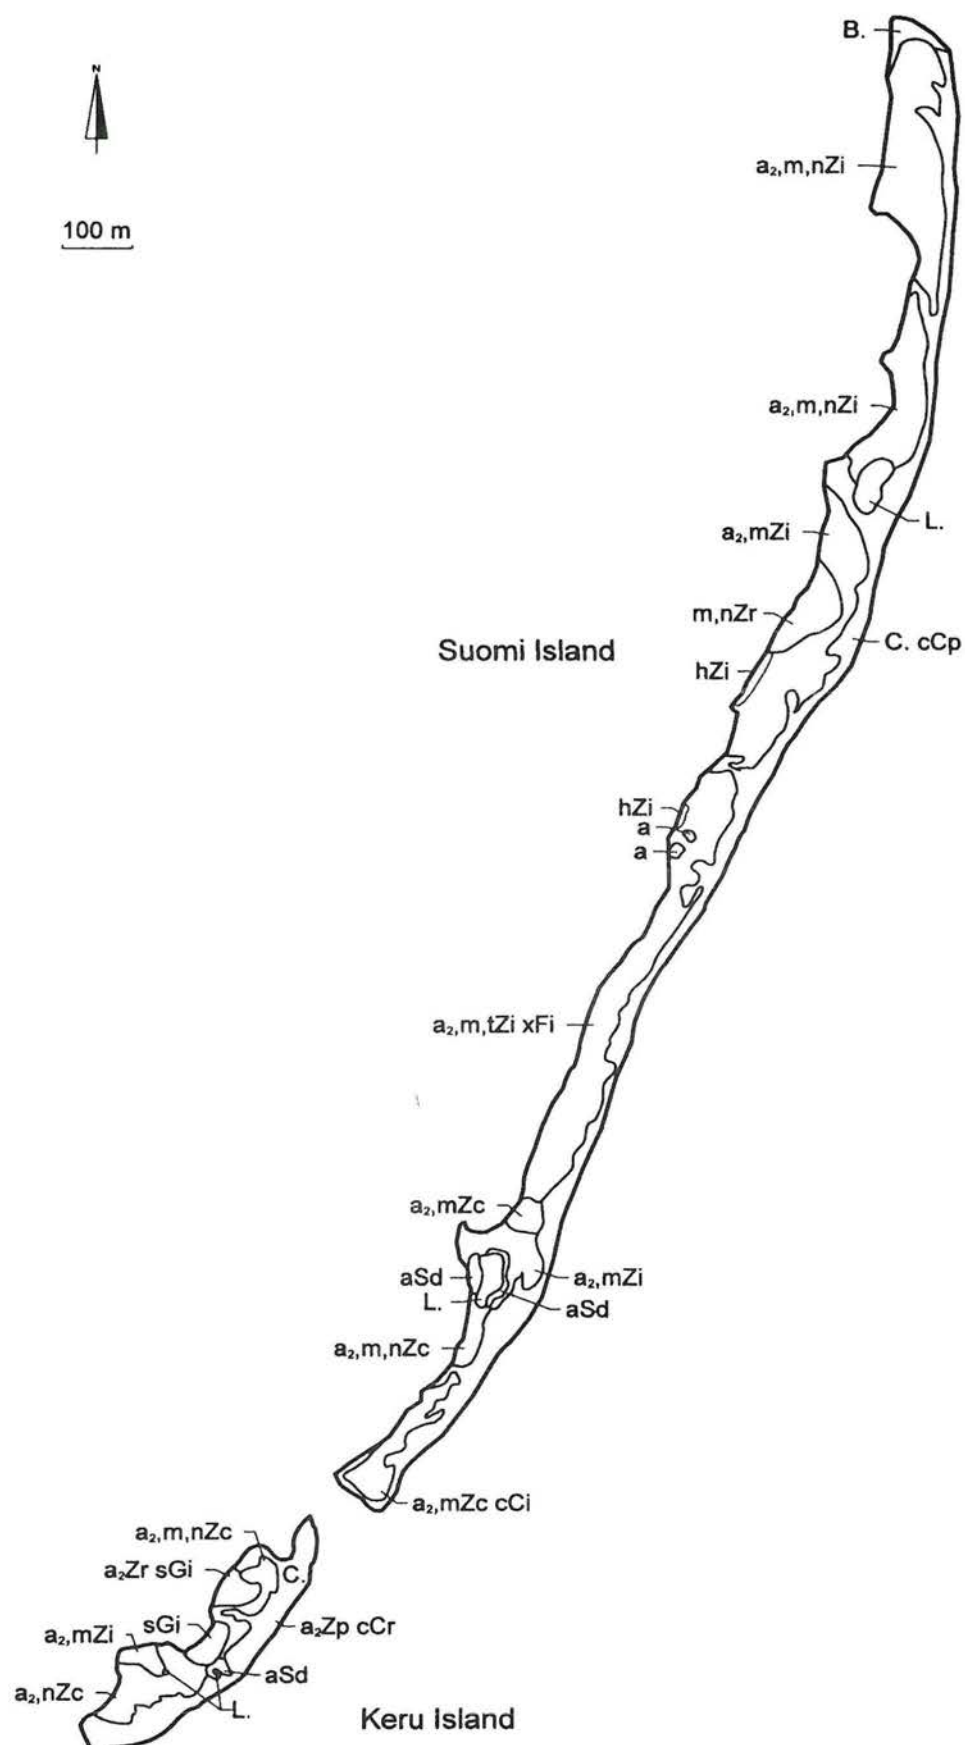 B.
N
a₂,m,nZi
100 m
a₂,m,nZi
L.
a₂,mZi
m,nZr
C. cCp
Suomi Island
hZi
hZi
a
a
a₂,m,tZi xFi
a₂,mZc
aSd
a₂,mZi
L.
aSd
a₂,m,nZc
a₂,mZc cCi
a₂,m,nZc
a₂Zr sGi
C.
sGi
a₂Zp cCr
a₂,mZi
aSd
a₂,nZc
L.
Keru Island